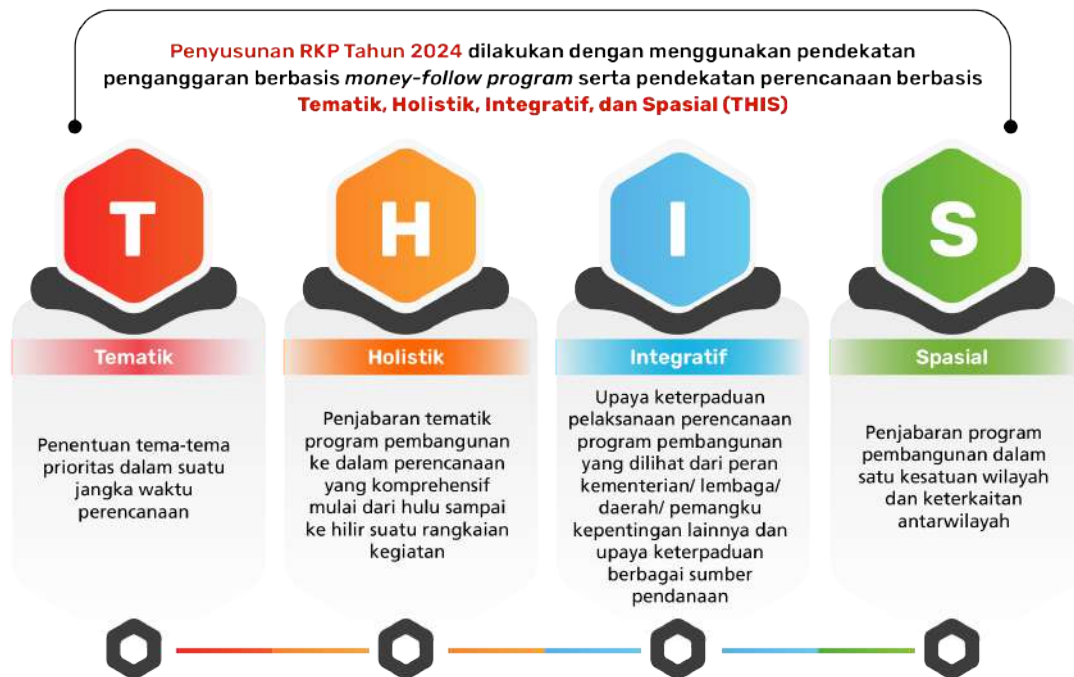 Penyusunan RKP Tahun 2024 dilakukan dengan menggunakan pendekatan
penganggaran berbasis money-follow program serta pendekatan perencanaan berbasis
Tematik, Holistik, Integratif, dan Spasial (THIS)
T
Tematik
Penentuan tema-tema
prioritas dalam suatu
jangka waktu
perencanaan
H
Holistik
Penjabaran tematik
program pembangunan
ke dalam perencanaan
yang komprehensif
mulai dari hulu sampai
ke hilir suatu rangkaian
kegiatan
I
Integratif
Upaya keterpaduan
pelaksanaan perencanaan
program pembangunan
yang dilihat dari peran
kementerian/ lembaga/
daerah/ pemangku
kepentingan lainnya dan
upaya keterpaduan
berbagai sumber
pendanaan
S
Spasial
Penjabaran program
pembangunan dalam
satu kesatuan wilayah
dan keterkaitan
antarwilayah